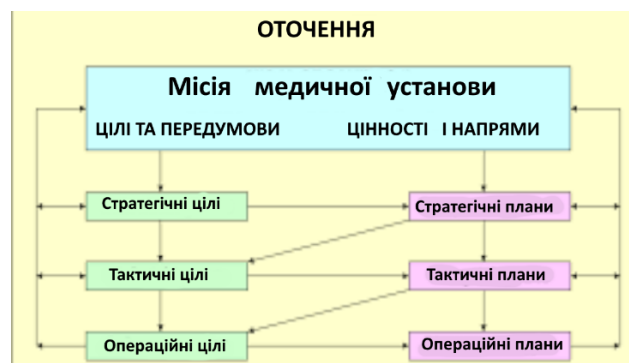 ОТОЧЕННЯ
Місія медичної установи
ЦІЛІ ТА ПЕРЕДУМОВИ ЦІННОСТІ І НАПРЯМИ
Стратегічні цілі Стратегічні плани
Тактичні цілі Тактичні плани
Операційні цілі Операційні плани